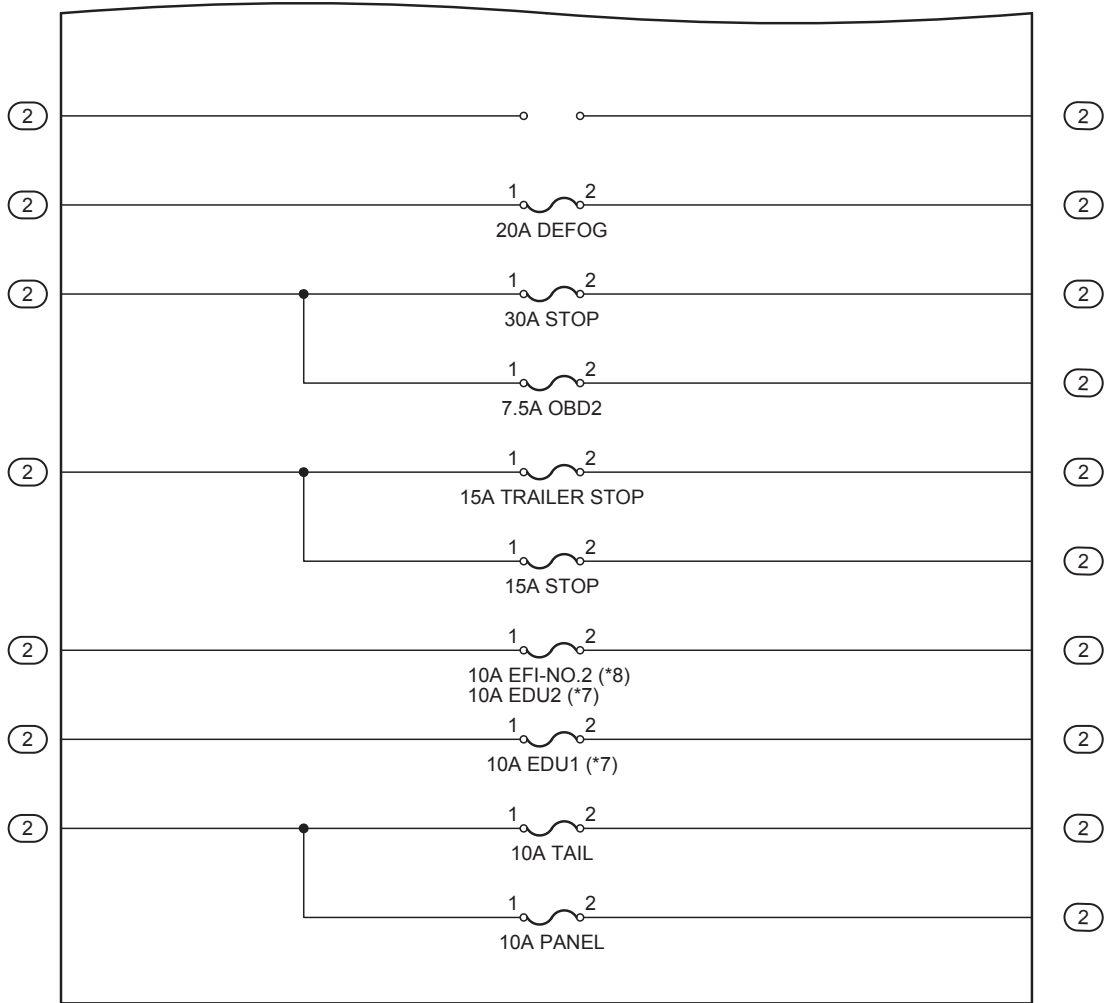 2 2
1 2
2 20A DEFOG 2
1 2
2 30A STOP 2
1 2
7.5A OBD2 2
1 2
2 15A TRAILER STOP 2
1 2
15A STOP 2
1 2
2 10A EFI-NO.2 (*8) 2
10A EDU2 (*7)
1 2
2 10A EDU1 (*7) 2
1 2
2 10A TAIL 2
1 2
10A PANEL 2